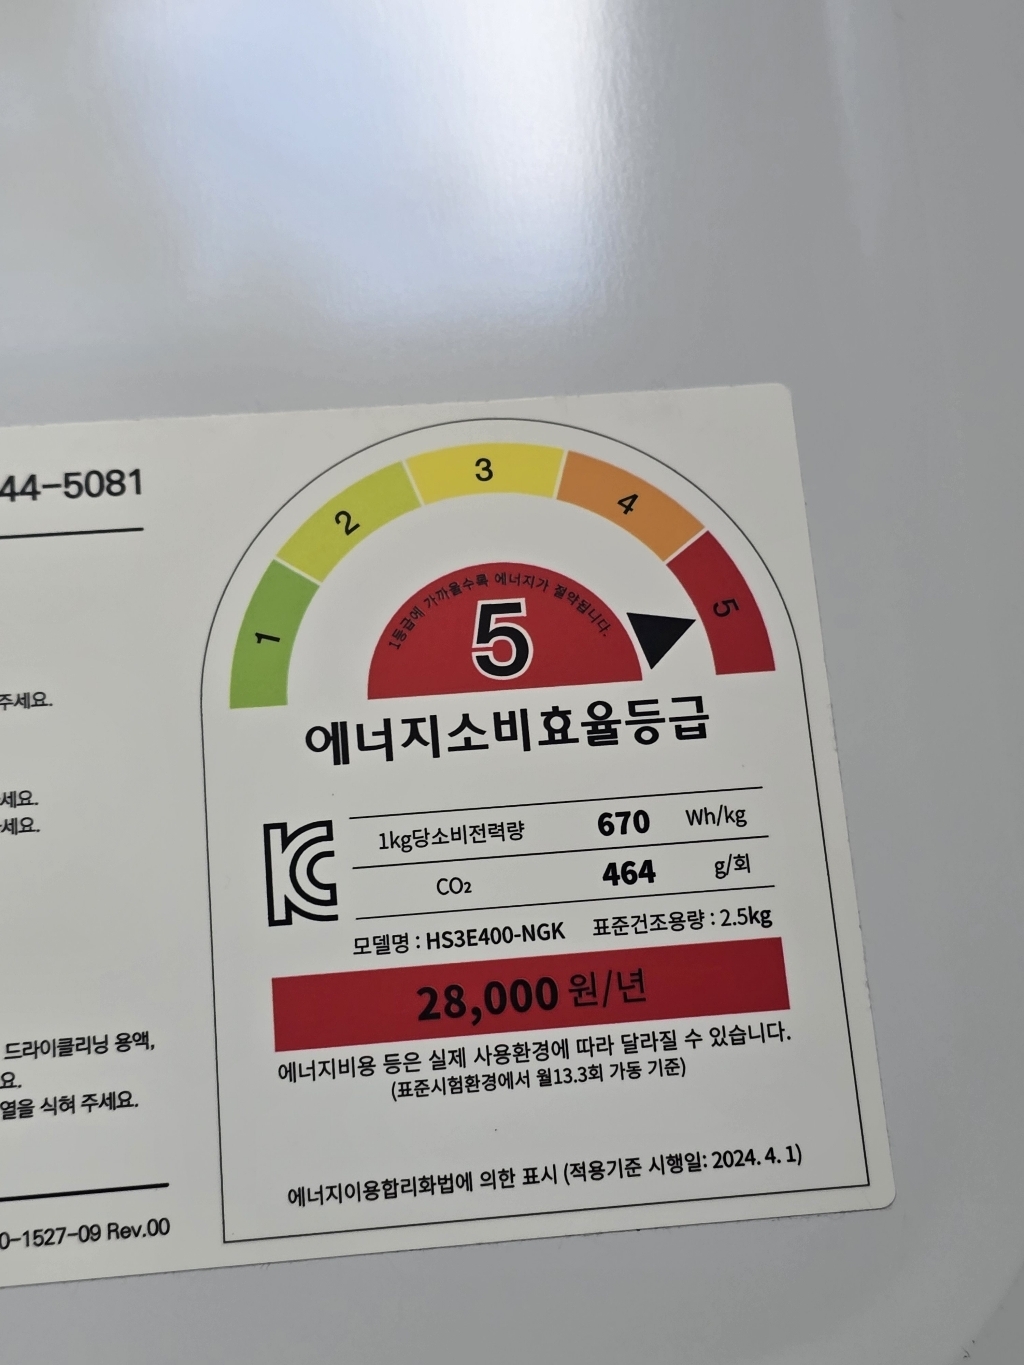 44-5081
주세요.
세요.
세요.
드라이클리닝 용액,
요.
열을 식혀 주세요.
0-1527-09 Rev.00
1
2
3
4
5
1등급에 가까울수록 에너지가 절약됩니다.
5
에너지소비효율등급
1kg당소비전력량 670 Wh/kg
CO₂ 464 g/회
모델명 : HS3E400-NGK 표준건조용량 : 2.5kg
28,000 원/년
에너지비용 등은 실제 사용환경에 따라 달라질 수 있습니다.
(표준시험환경에서 월13.3회 가동 기준)
에너지이용합리화법에 의한 표시 (적용기준 시행일: 2024. 4. 1)